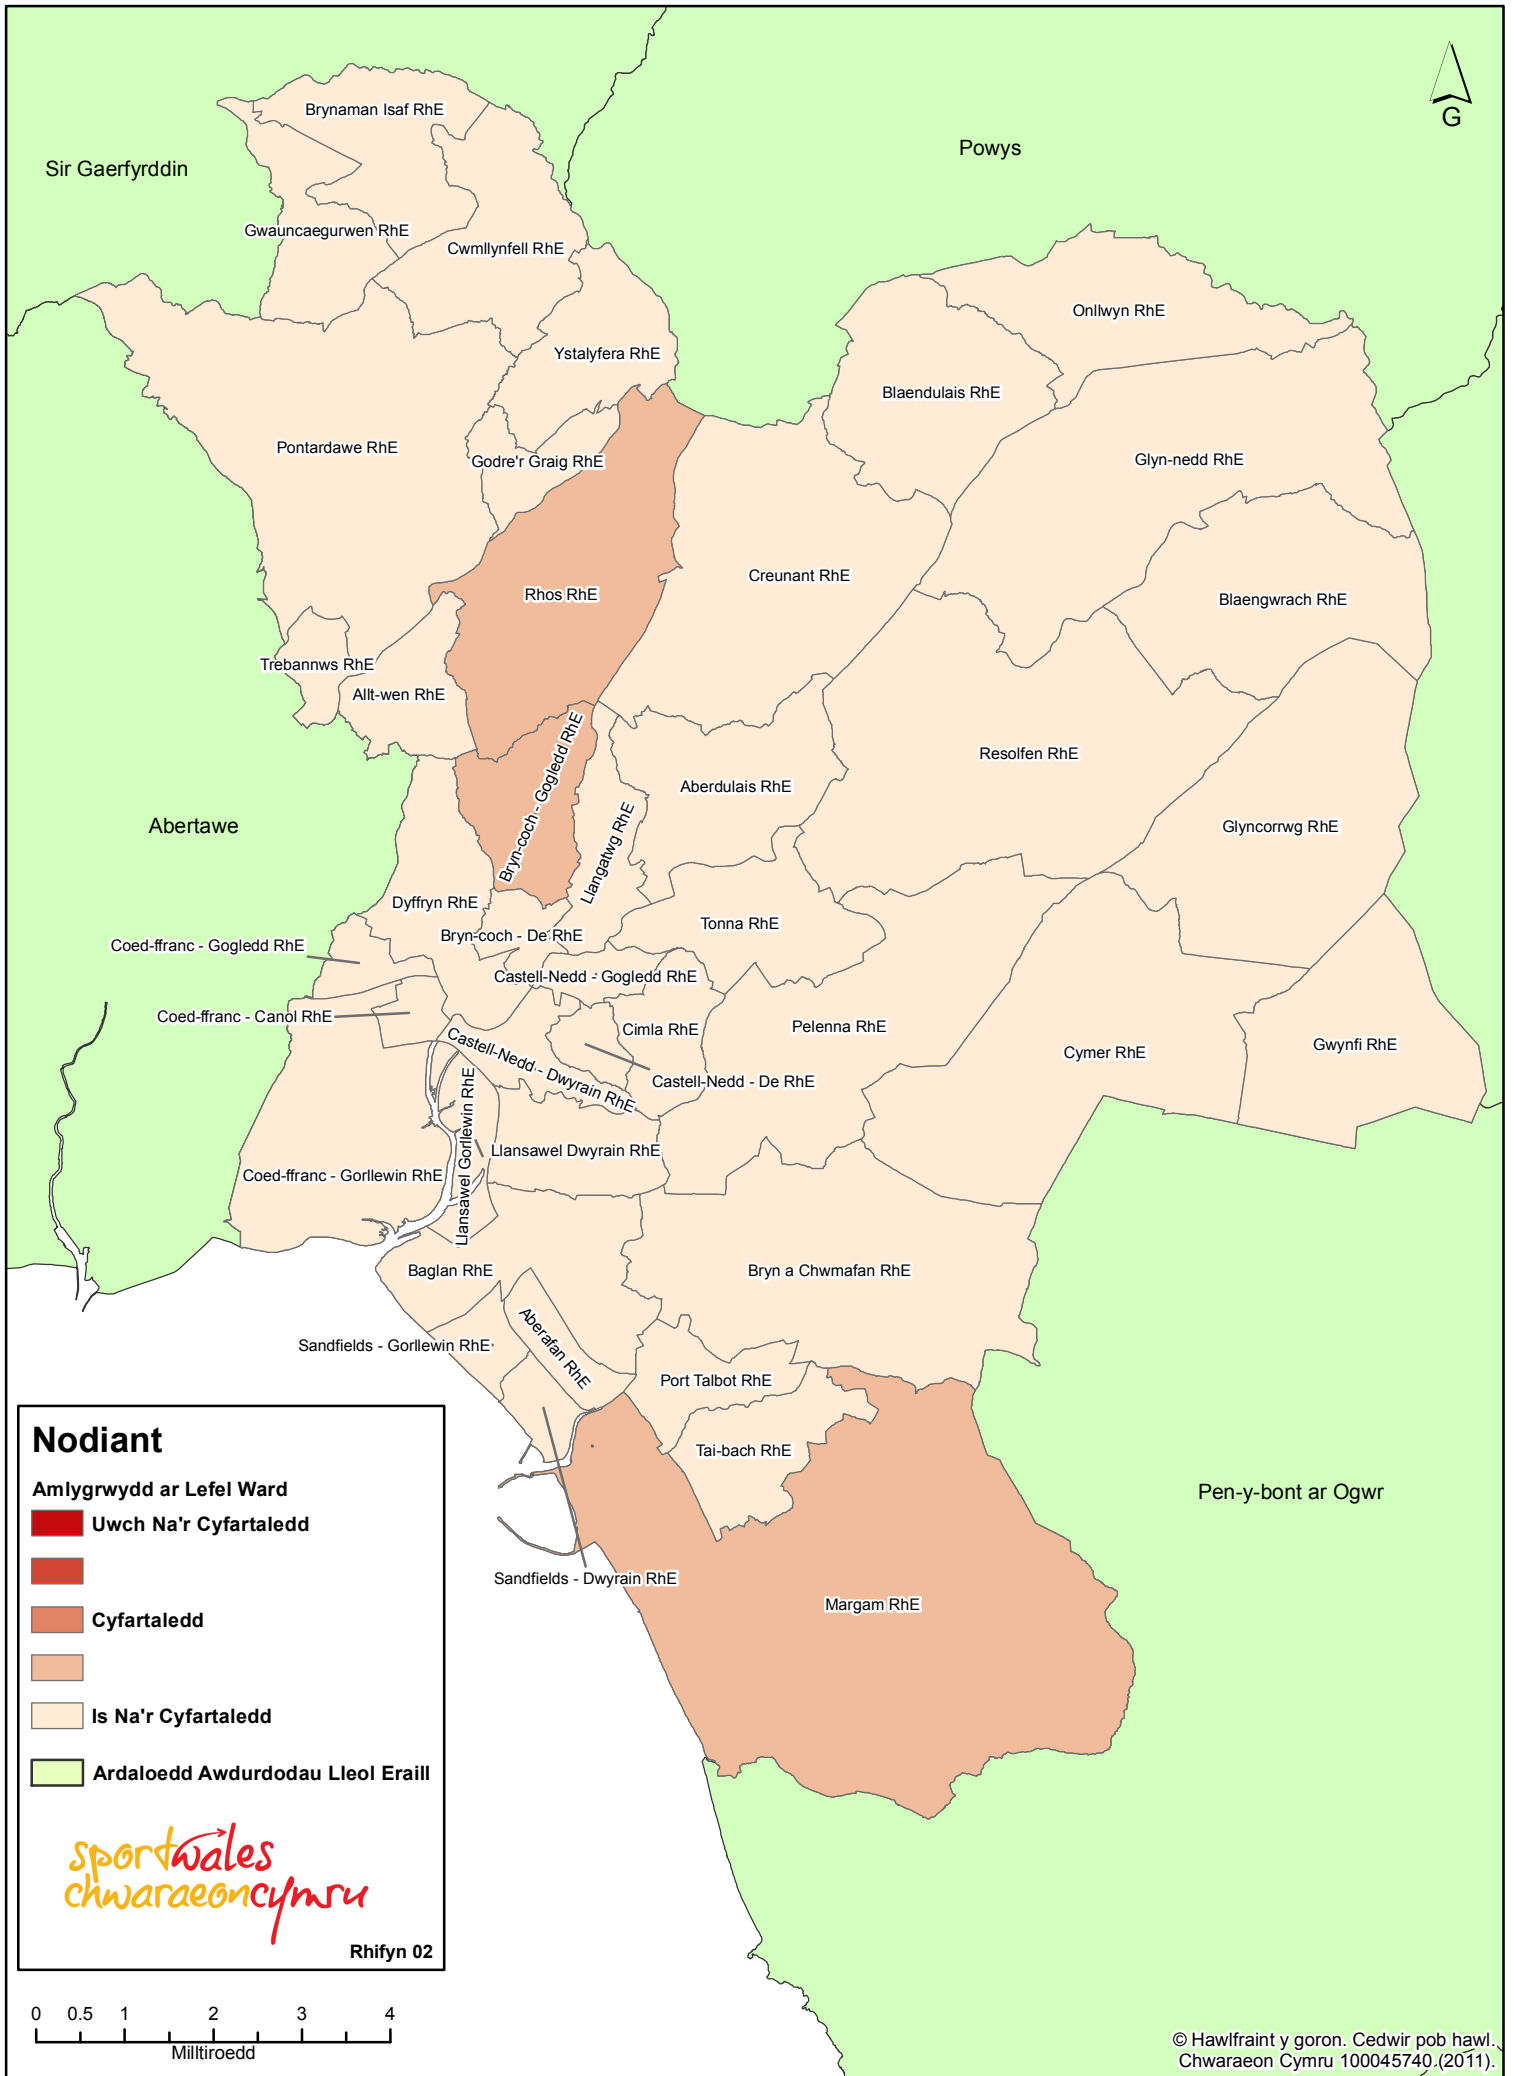 Brynaman Isaf RhE
G
Powys
Sir Gaerfyrddin
Gwauncaegurwen RhE
Cwmllynfell RhE
Onllwyn RhE
Ystalyfera RhE
Blaendulais RhE
Pontardawe RhE
Godre'r Graig RhE
Glyn-nedd RhE
Creunant RhE
Rhos RhE
Blaengwrach RhE
Trebannws RhE
Allt-wen RhE
Resolfen RhE
Bryn-coch - Gogledd RhE
Aberdulais RhE
Abertawe
Glyncorrwg RhE
Llangatwg RhE
Dyffryn RhE
Tonna RhE
Bryn-coch - De RhE
Coed-ffranc - Gogledd RhE
Castell-Nedd - Gogledd RhE
Coed-ffranc - Canol RhE
Cimla RhE
Pelenna RhE
Gwynfi RhE
Cymer RhE
Castell-Nedd - Dwyrain RhE
Castell-Nedd - De RhE
Llansawel Gorllewin RhE
Llansawel Dwyrain RhE
Coed-ffranc - Gorllewin RhE
Baglan RhE
Bryn a Chwmafan RhE
Aberafan RhE
Sandfields - Gorllewin RhE
Port Talbot RhE
Tai-bach RhE
Pen-y-bont ar Ogwr
Sandfields - Dwyrain RhE
Margam RhE
Nodiant
Amlygrwydd ar Lefel Ward
Uwch Na'r Cyfartaledd
Cyfartaledd
Is Na'r Cyfartaledd
Ardaloedd Awdurdodau Lleol Eraill
sportwales
chwaraeoncymru
Rhifyn 02
0 0.5 1 2 3 4
Milltiroedd
© Hawlfraint y goron. Cedwir pob hawl.
Chwaraeon Cymru 100045740 (2011).